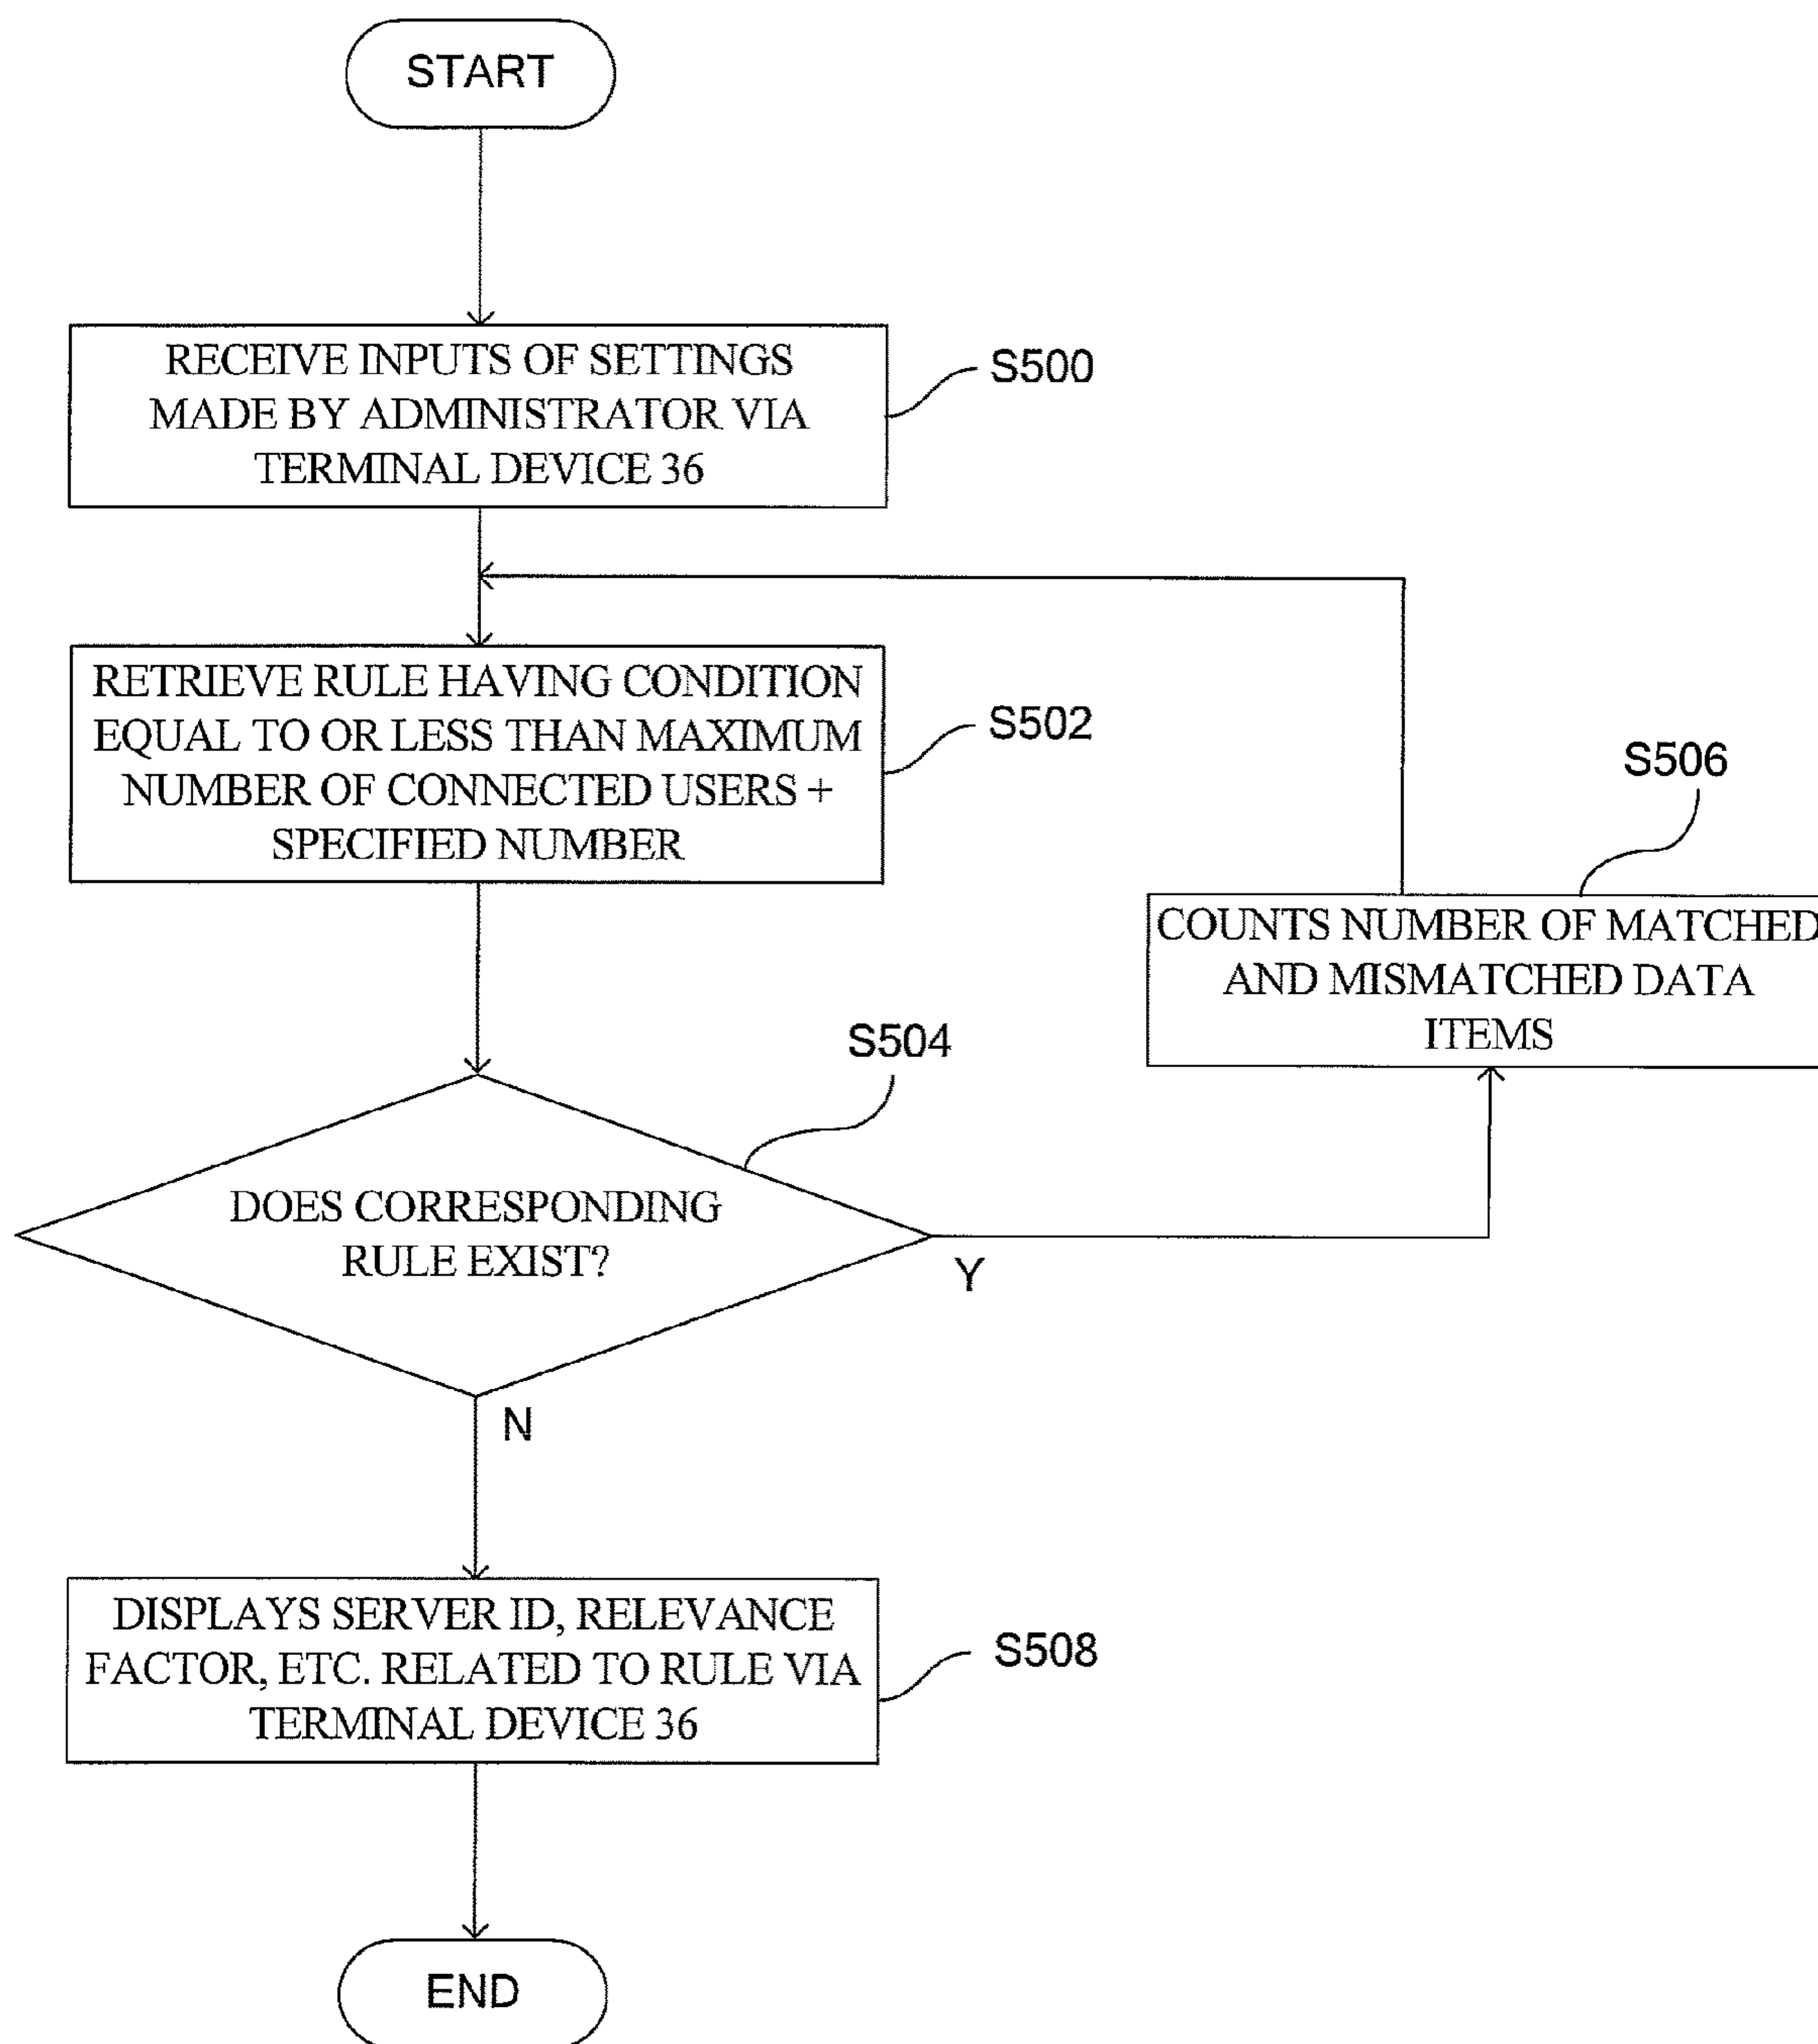 START
RECEIVE INPUTS OF SETTINGS
MADE BY ADMINISTRATOR VIA
TERMINAL DEVICE 36
S500
RETRIEVE RULE HAVING CONDITION
EQUAL TO OR LESS THAN MAXIMUM
NUMBER OF CONNECTED USERS +
SPECIFIED NUMBER
S502
S506
COUNTS NUMBER OF MATCHED
AND MISMATCHED DATA
ITEMS
S504
DOES CORRESPONDING
RULE EXIST?
Y
N
DISPLAYS SERVER ID, RELEVANCE
FACTOR, ETC. RELATED TO RULE VIA
TERMINAL DEVICE 36
S508
END